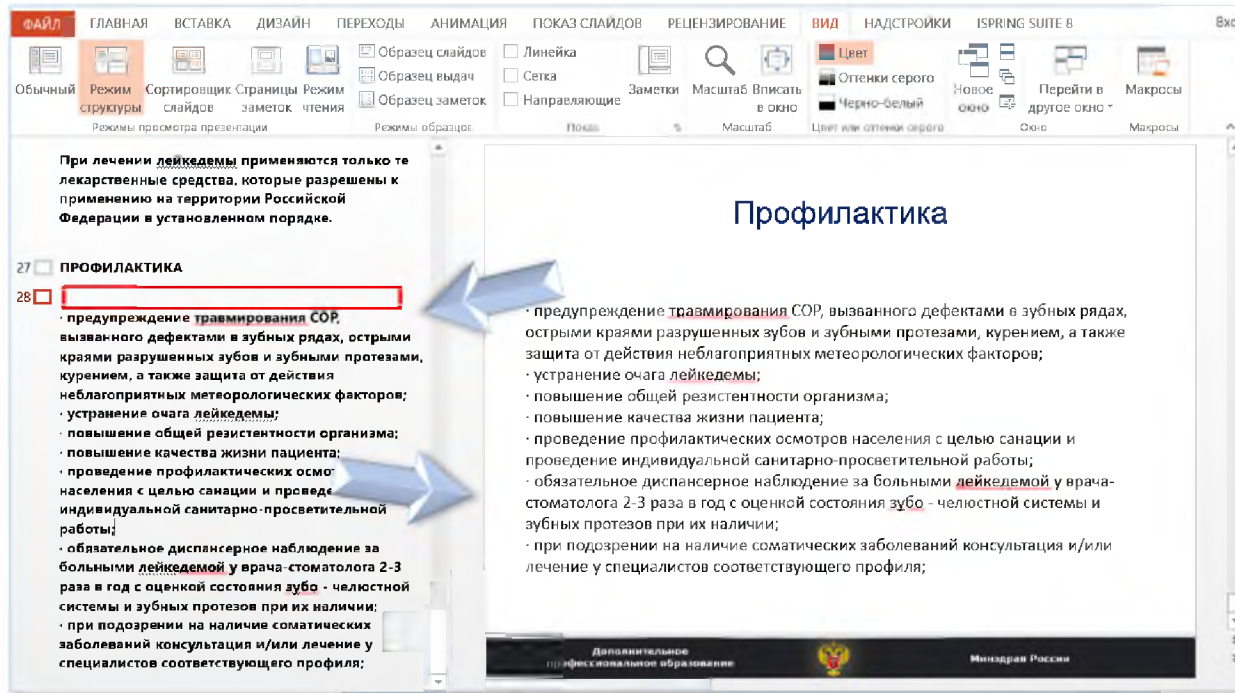 ФАЙЛ ГЛАВНАЯ ВСТАВКА ДИЗАЙН ПЕРЕХОДЫ АНИМАЦИЯ ПОКАЗ СЛАЙДОВ РЕЦЕНЗИРОВАНИЕ ВИД НАДСТРОЙКИ ISPRING SUITE 8 Вхо
Обычный
Режим структуры
Сортировщик слайдов
Страницы заметок
Режим чтения
Режимы просмотра презентации
Образец слайдов
Образец выдач
Образец заметок
Режимы образцов
Линейка
Сетка
Направляющие
Показ
Заметки
Масштаб
Вписать в окно
Масштаб
Цвет
Оттенки серого
Черно-белый
Цвет или оттенки серого
Новое окно
Перейти в другое окно
Окно
Макросы
Макросы
При лечении лейкедемы применяются только те
лекарственные средства, которые разрешены к
применению на территории Российской
Федерации в установленном порядке.
27 ПРОФИЛАКТИКА
28
· предупреждение травмирования СОР,
вызванного дефектами в зубных рядах, острыми
краями разрушенных зубов и зубными протезами,
курением, а также защита от действия
неблагоприятных метеорологических факторов;
· устранение очага лейкедемы;
· повышение общей резистентности организма;
· повышение качества жизни пациента;
· проведение профилактических осмо
населения с целью санации и проведе
индивидуальной санитарно-просветительной
работы;
· обязательное диспансерное наблюдение за
больными лейкедемой у врача-стоматолога 2-3
раза в год с оценкой состояния зубо - челюстной
системы и зубных протезов при их наличии;
· при подозрении на наличие соматических
заболеваний консультация и/или лечение у
специалистов соответствующего профиля;
Профилактика
· предупреждение травмирования СОР, вызванного дефектами в зубных рядах,
острыми краями разрушенных зубов и зубными протезами, курением, а также
защита от действия неблагоприятных метеорологических факторов;
· устранение очага лейкедемы;
· повышение общей резистентности организма;
· повышение качества жизни пациента;
· проведение профилактических осмотров населения с целью санации и
проведение индивидуальной санитарно-просветительной работы;
· обязательное диспансерное наблюдение за больными лейкедемой у врача-
стоматолога 2-3 раза в год с оценкой состояния зубо - челюстной системы и
зубных протезов при их наличии;
· при подозрении на наличие соматических заболеваний консультация и/или
лечение у специалистов соответствующего профиля;
Дополнительное
профессиональное образование
Минздрав России